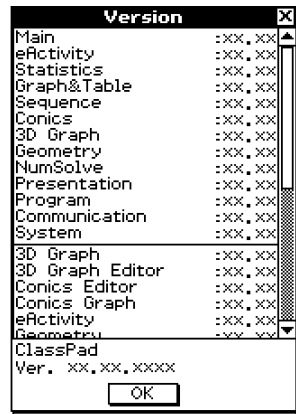 Version
Main :xx.xx
eActivity :xx.xx
Statistics :xx.xx
Graph&Table :xx.xx
Sequence :xx.xx
Conics :xx.xx
3D Graph :xx.xx
Geometry :xx.xx
NumSolve :xx.xx
Presentation :xx.xx
Program :xx.xx
Communication :xx.xx
System :xx.xx
3D Graph :xx.xx
3D Graph Editor :xx.xx
Conics Editor :xx.xx
Conics Graph :xx.xx
eActivity :xx.xx
Geometry :xx.xx
ClassPad
Ver. xx.xx.xxxx
OK